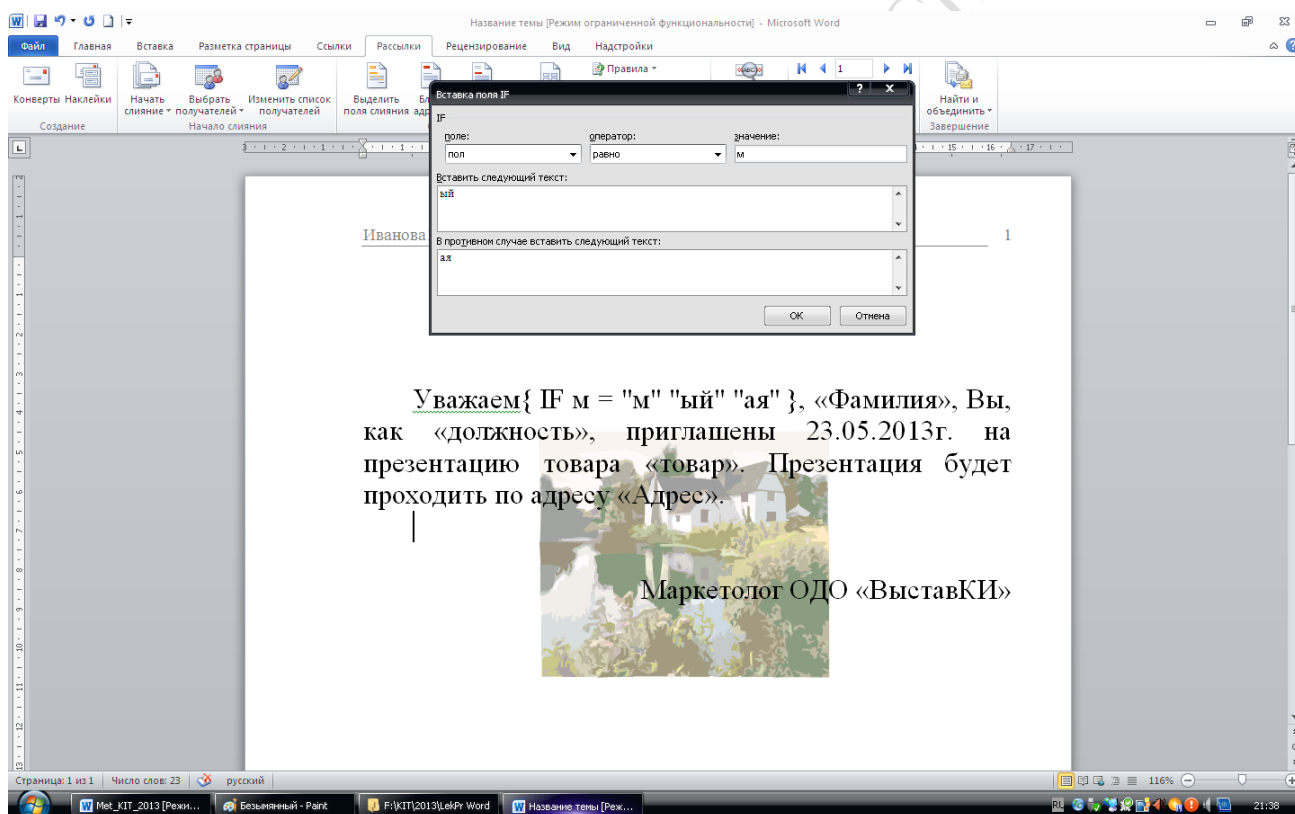 Название темы [Режим ограниченной функциональности] - Microsoft Word
Файл Главная Вставка Разметка страницы Ссылки Рассылки Рецензирование Вид Надстройки
Правила
1
Конверты Наклейки Начать слияние Выбрать получателей Изменить список получателей Выделить поля слияния Найти и объединить
Создание Начало слияния Завершение
Вставка поля IF
IF
поле: оператор: значение:
пол равно м
Вставить следующий текст:
ый
В противном случае вставить следующий текст:
ая
ОК Отмена
Иванова 1
Уважаем{ IF м = "м" "ый" "ая" }, «Фамилия», Вы,
как «должность», приглашены 23.05.2013г. на
презентацию товара «товар». Презентация будет
проходить по адресу «Адрес».
Маркетолог ОДО «ВыставКИ»
Страница: 1 из 1 Число слов: 23 русский 116%
Met_KIT_2013 [Режи... Безымянный - Paint F:\KIT\2013\LekPr Word Название темы [Реж... RL 21:38